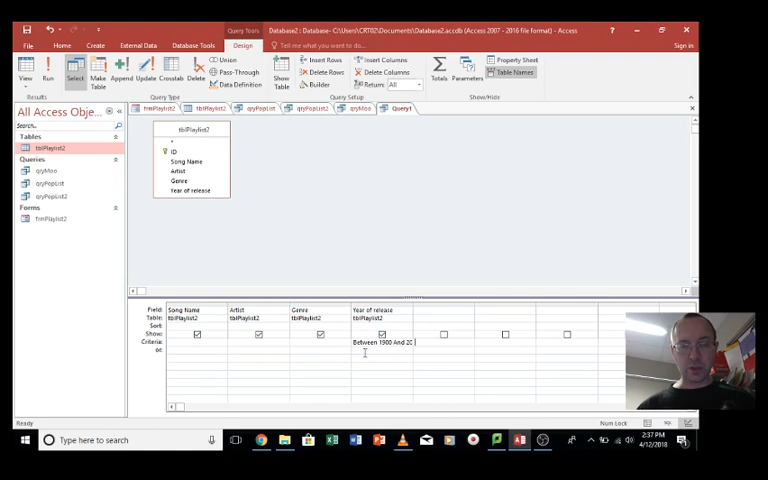 Query Tools
Database2 : Database- C:\Users\CRT02\Documents\Database2.accdb (Access 2007 - 2016 file format) - Access
File Home Create External Data Database Tools Design Tell me what you want to do... Sign in
View Run Select Make Table Append Update Crosstab Delete Union Pass-Through Data Definition Show Table Insert Rows Delete Rows Builder Insert Columns Delete Columns Return: All Totals Parameters Property Sheet Table Names
Results Query Type Query Setup Show/Hide
All Access Obje...
Search...
Tables
tblPlaylist2
Queries
qryMoo
qryPopList
qryPopList2
Forms
frmPlaylist2
frmPlaylist2 tblPlaylist2 qryPopList qryPopList2 qryMoo Query1
tblPlaylist2
*
ID
Song Name
Artist
Genre
Year of release
Field: Song Name Artist Genre Year of release
Table: tblPlaylist2 tblPlaylist2 tblPlaylist2 tblPlaylist2
Sort:
Show:
Criteria: Between 1900 And 20
or:
Ready Num Lock
Type here to search
2:37 PM
4/12/2018